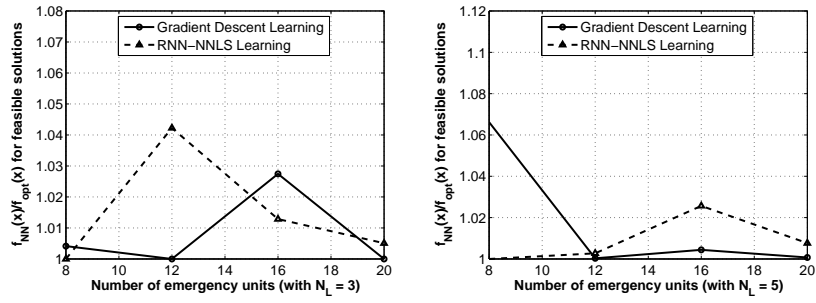 1.08
1.07
1.06
1.05
1.04
1.03
1.02
1.01
1
f_NN(x)/f_opt(x) for feasible solutions
Gradient Descent Learning
RNN−NNLS Learning
8 10 12 14 16 18 20
Number of emergency units (with N_L = 3)
1.12
1.1
1.08
1.06
1.04
1.02
1
f_NN(x)/f_opt(x) for feasible solutions
Gradient Descent Learning
RNN−NNLS Learning
8 10 12 14 16 18 20
Number of emergency units (with N_L = 5)